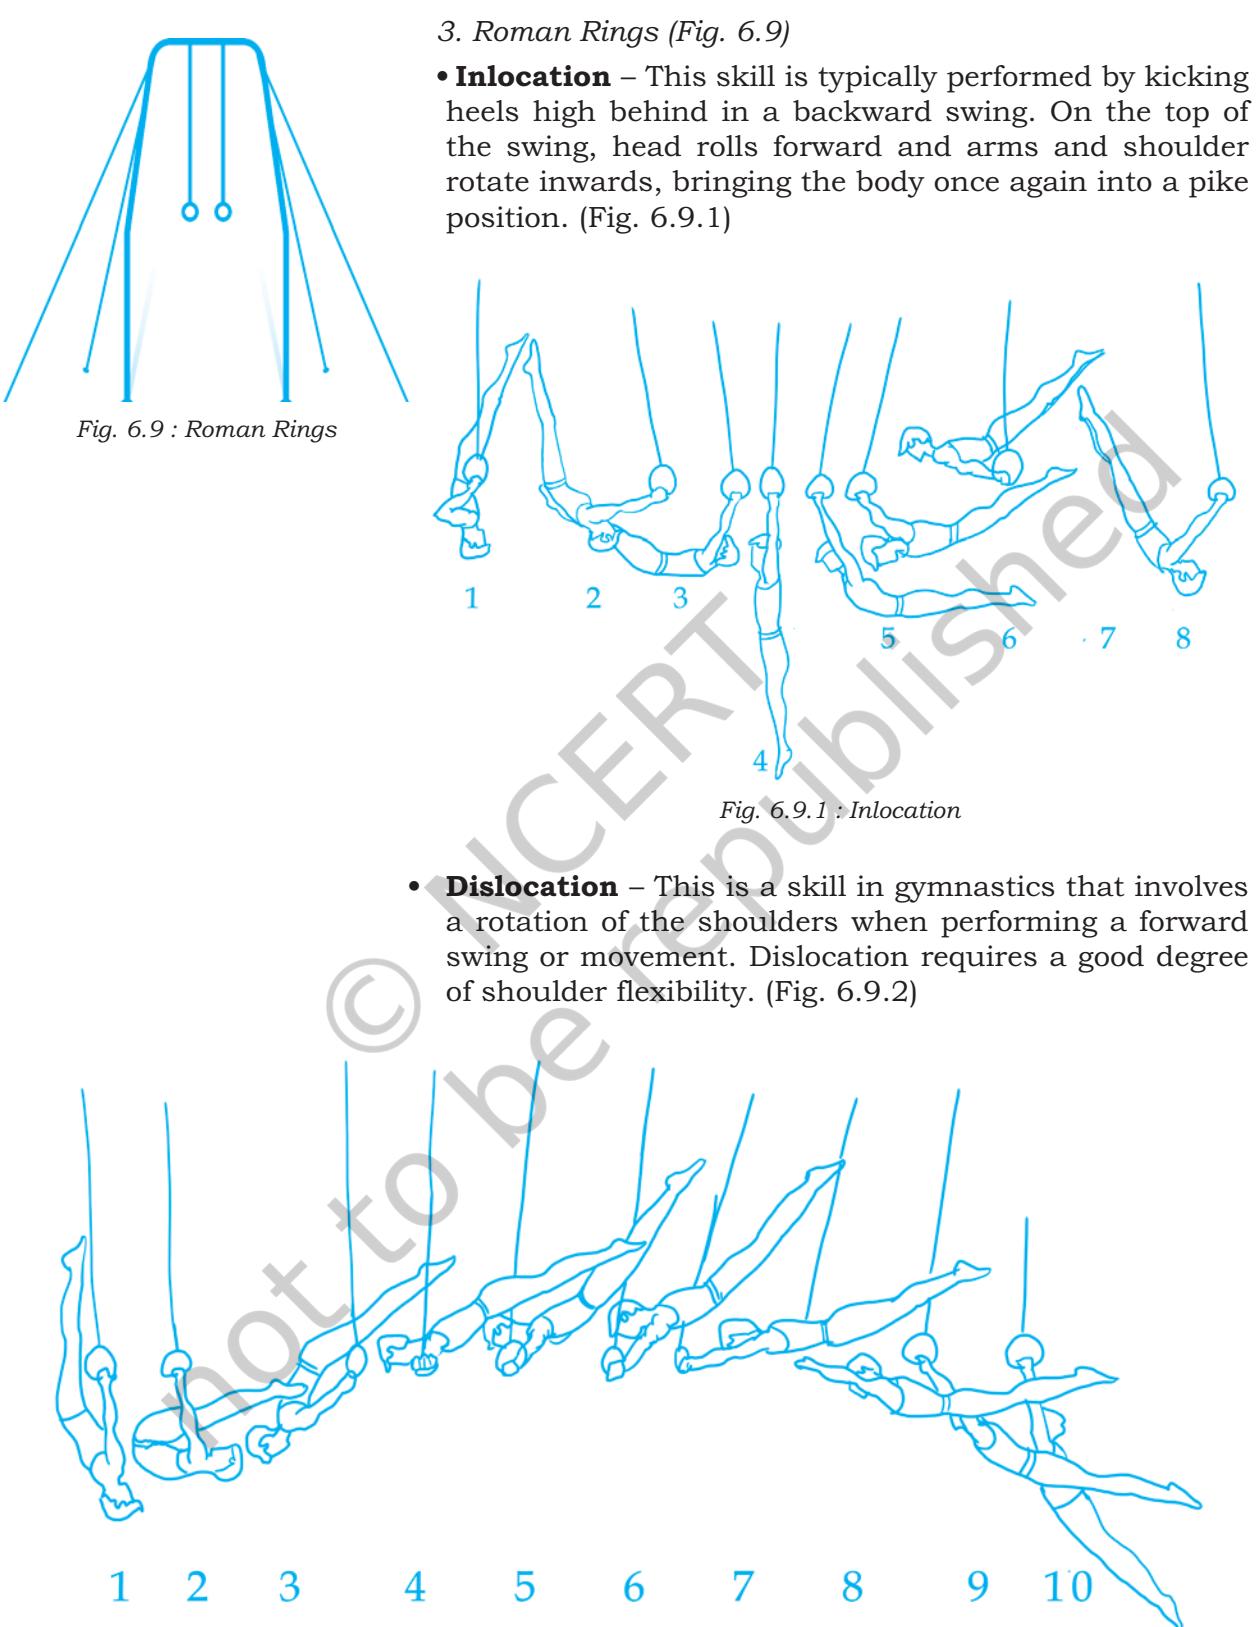 3. Roman Rings (Fig. 6.9)
• Inlocation – This skill is typically performed by kicking
heels high behind in a backward swing. On the top of
the swing, head rolls forward and arms and shoulder
rotate inwards, bringing the body once again into a pike
position. (Fig. 6.9.1)
Fig. 6.9 : Roman Rings
1 2 3 4 5 6 7 8
Fig. 6.9.1 : Inlocation
• Dislocation – This is a skill in gymnastics that involves
a rotation of the shoulders when performing a forward
swing or movement. Dislocation requires a good degree
of shoulder flexibility. (Fig. 6.9.2)
1 2 3 4 5 6 7 8 9 10
© NCERT
not to be republished